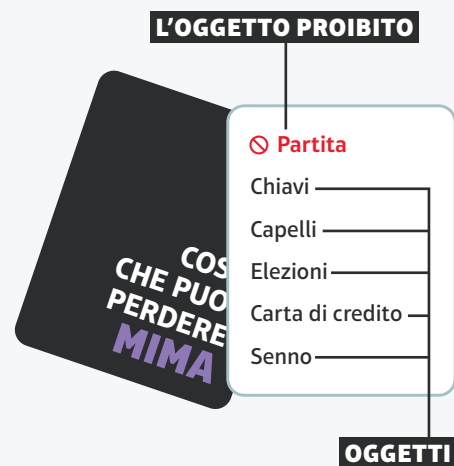 L'OGGETTO PROIBITO
Partita
Chiavi
Capelli
Elezioni
Carta di credito
Senno
COS
CHE PUO
PERDERE
MIMA
OGGETTI